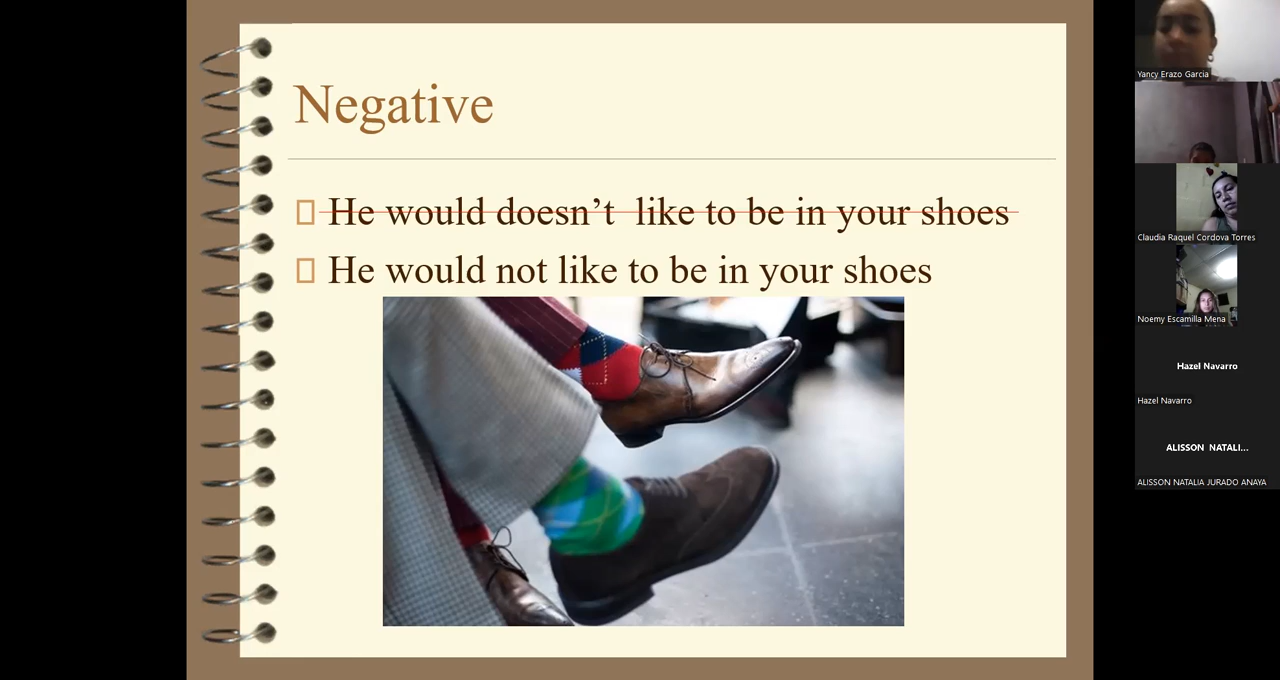 Negative
He would doesn’t like to be in your shoes
He would not like to be in your shoes
Yancy Erazo Garcia
Claudia Raquel Cordova Torres
Noemy Escamilla Mena
Hazel Navarro
Hazel Navarro
ALISSON NATALI...
ALISSON NATALIA JURADO ANAYA